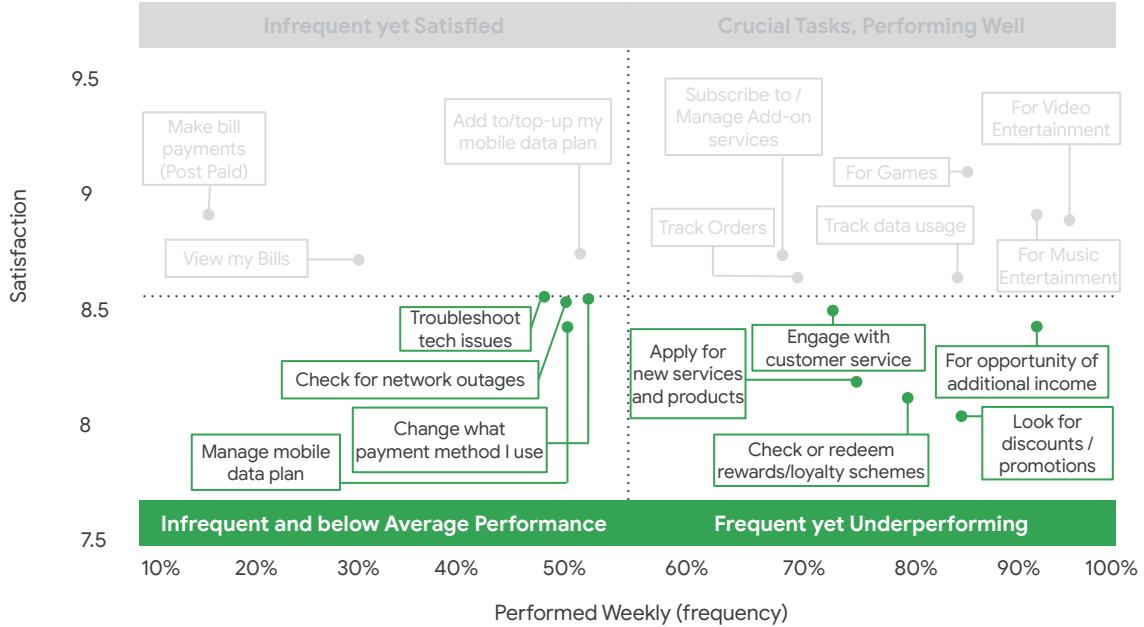 Infrequent yet Satisfied
Crucial Tasks, Performing Well
9.5
9
8.5
8
7.5
Satisfaction
Make bill
payments
(Post Paid)
View my Bills
Add to/top-up my
mobile data plan
Subscribe to /
Manage Add-on
services
For Video
Entertainment
For Games
Track Orders
Track data usage
For Music
Entertainment
Troubleshoot
tech issues
Check for network outages
Change what
payment method I use
Manage mobile
data plan
Apply for
new services
and products
Engage with
customer service
For opportunity of
additional income
Check or redeem
rewards/loyalty schemes
Look for
discounts /
promotions
Infrequent and below Average Performance
Frequent yet Underperforming
10%
20%
30%
40%
50%
60%
70%
80%
90%
100%
Performed Weekly (frequency)